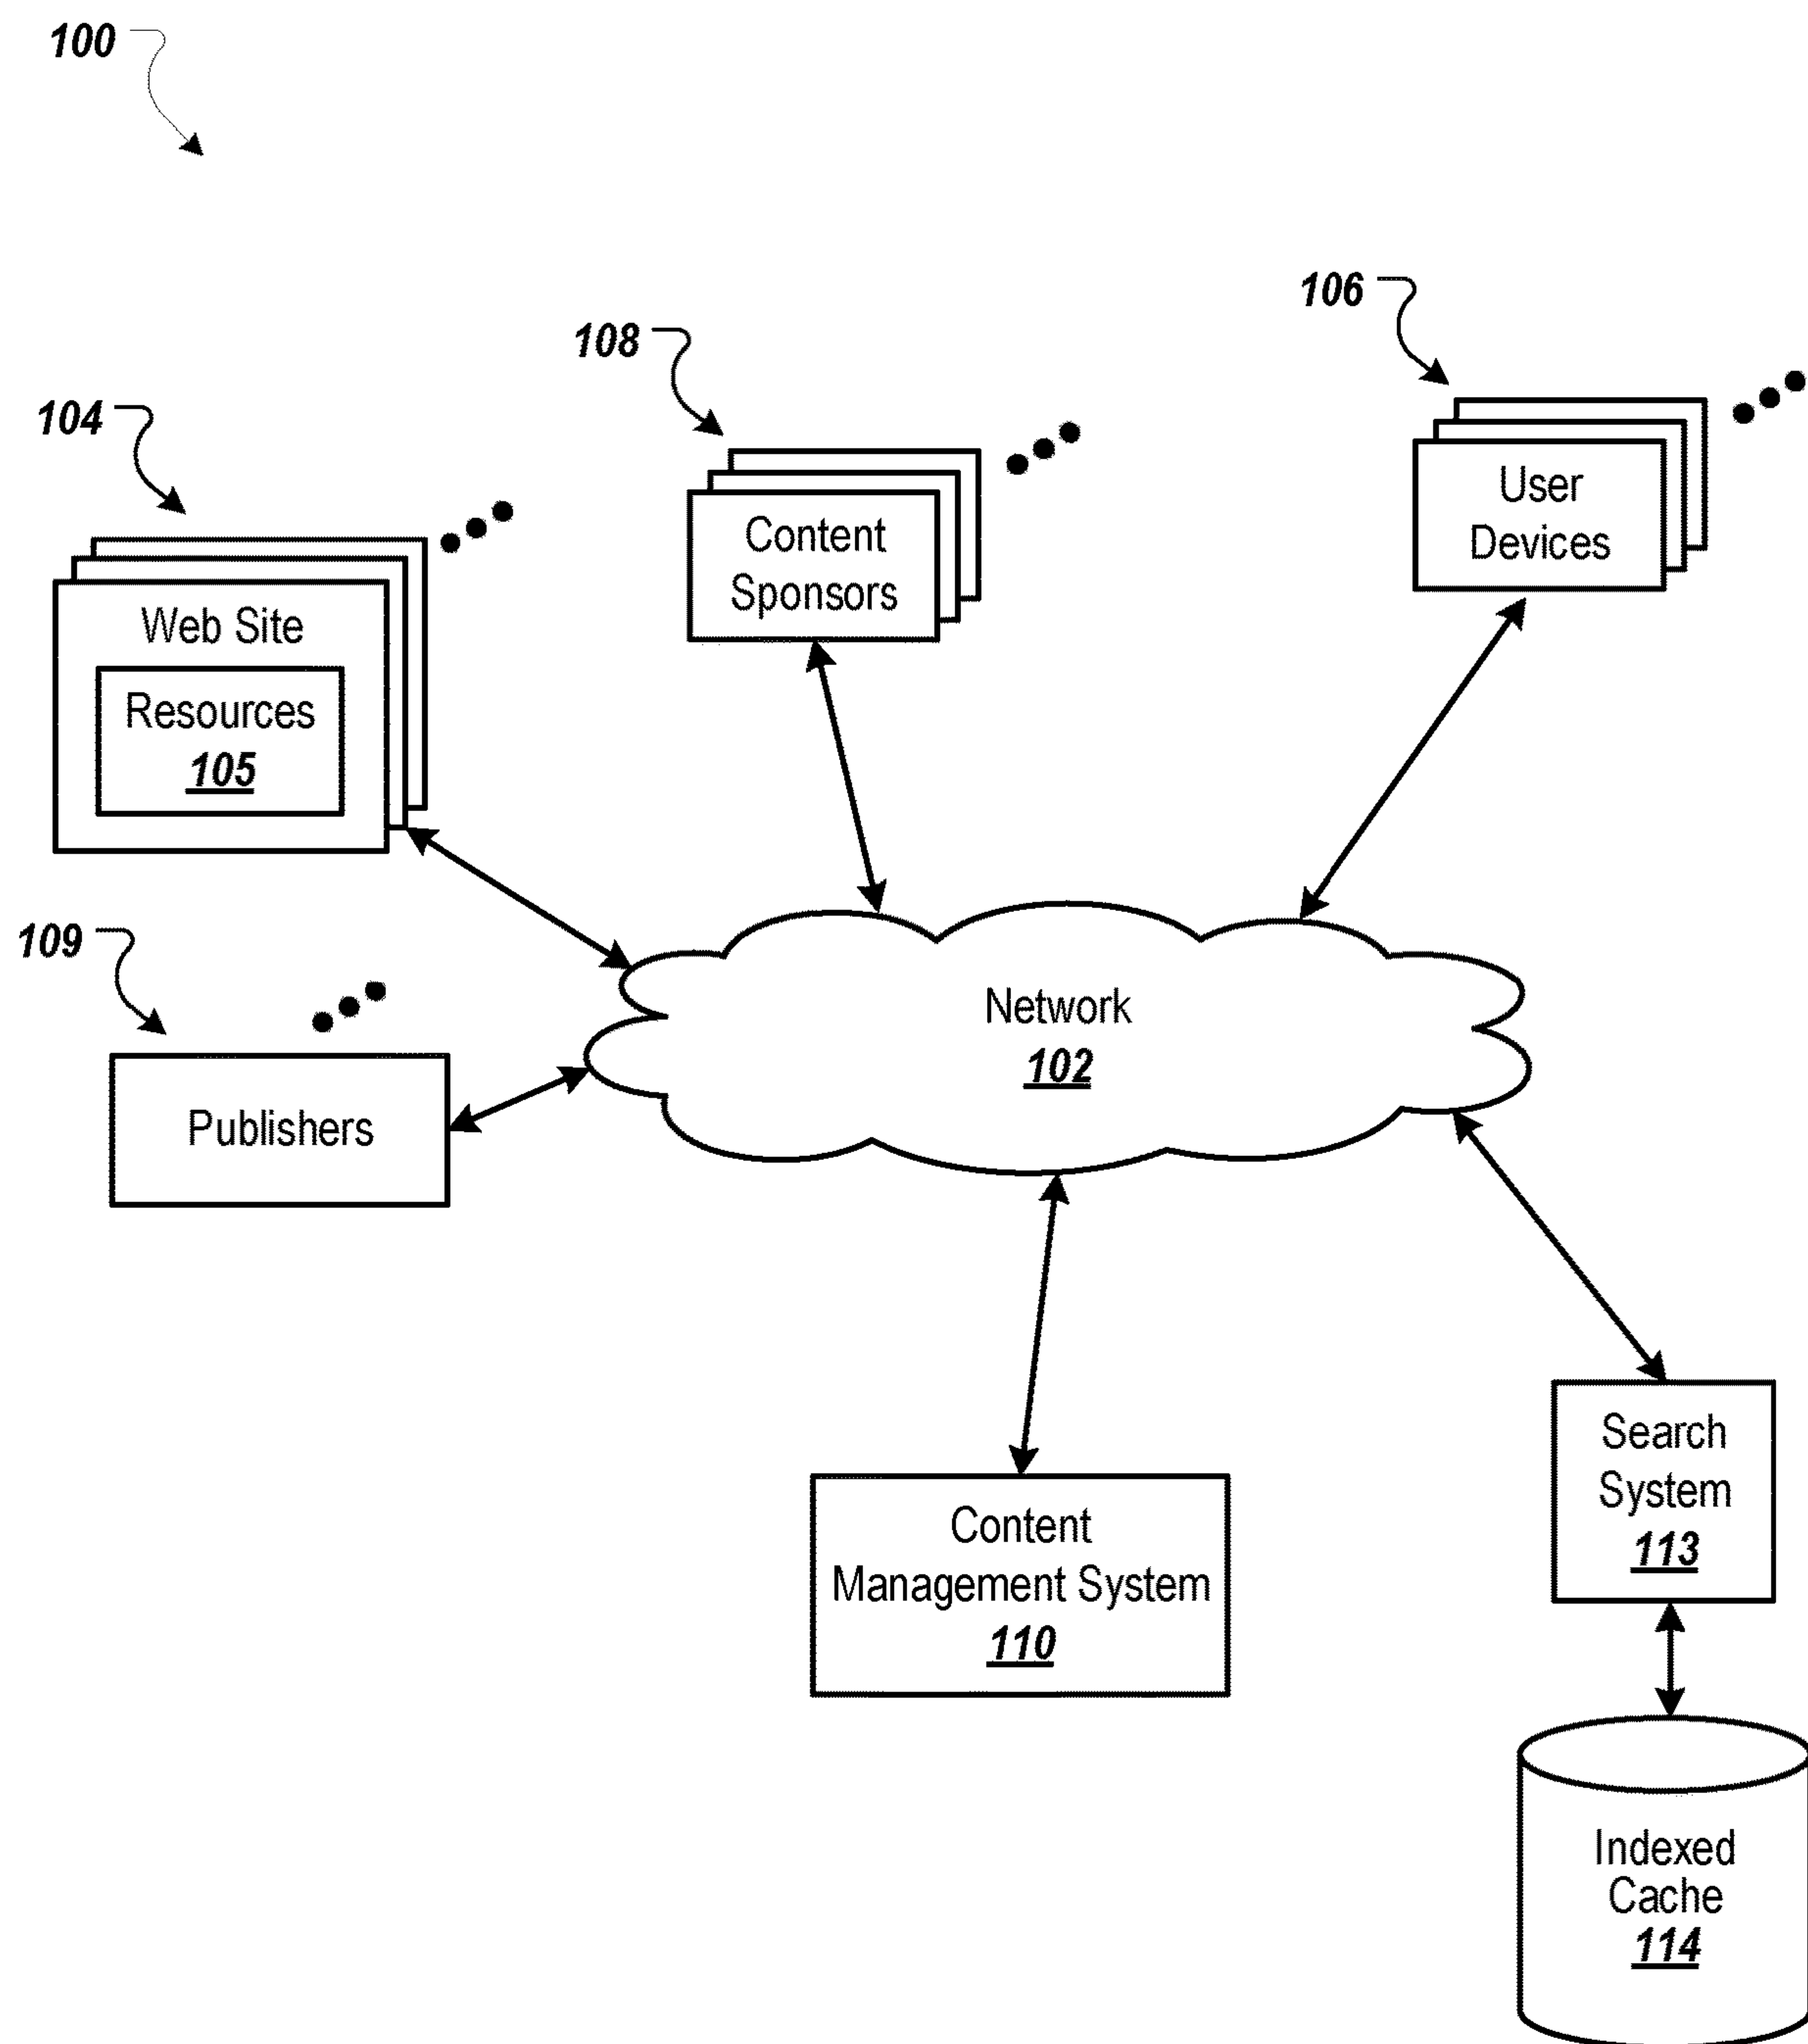 100
106
108
104
User
Devices
Content
Sponsors
Web Site
Resources
105
109
Network
102
Publishers
Search
System
113
Content
Management System
110
Indexed
Cache
114